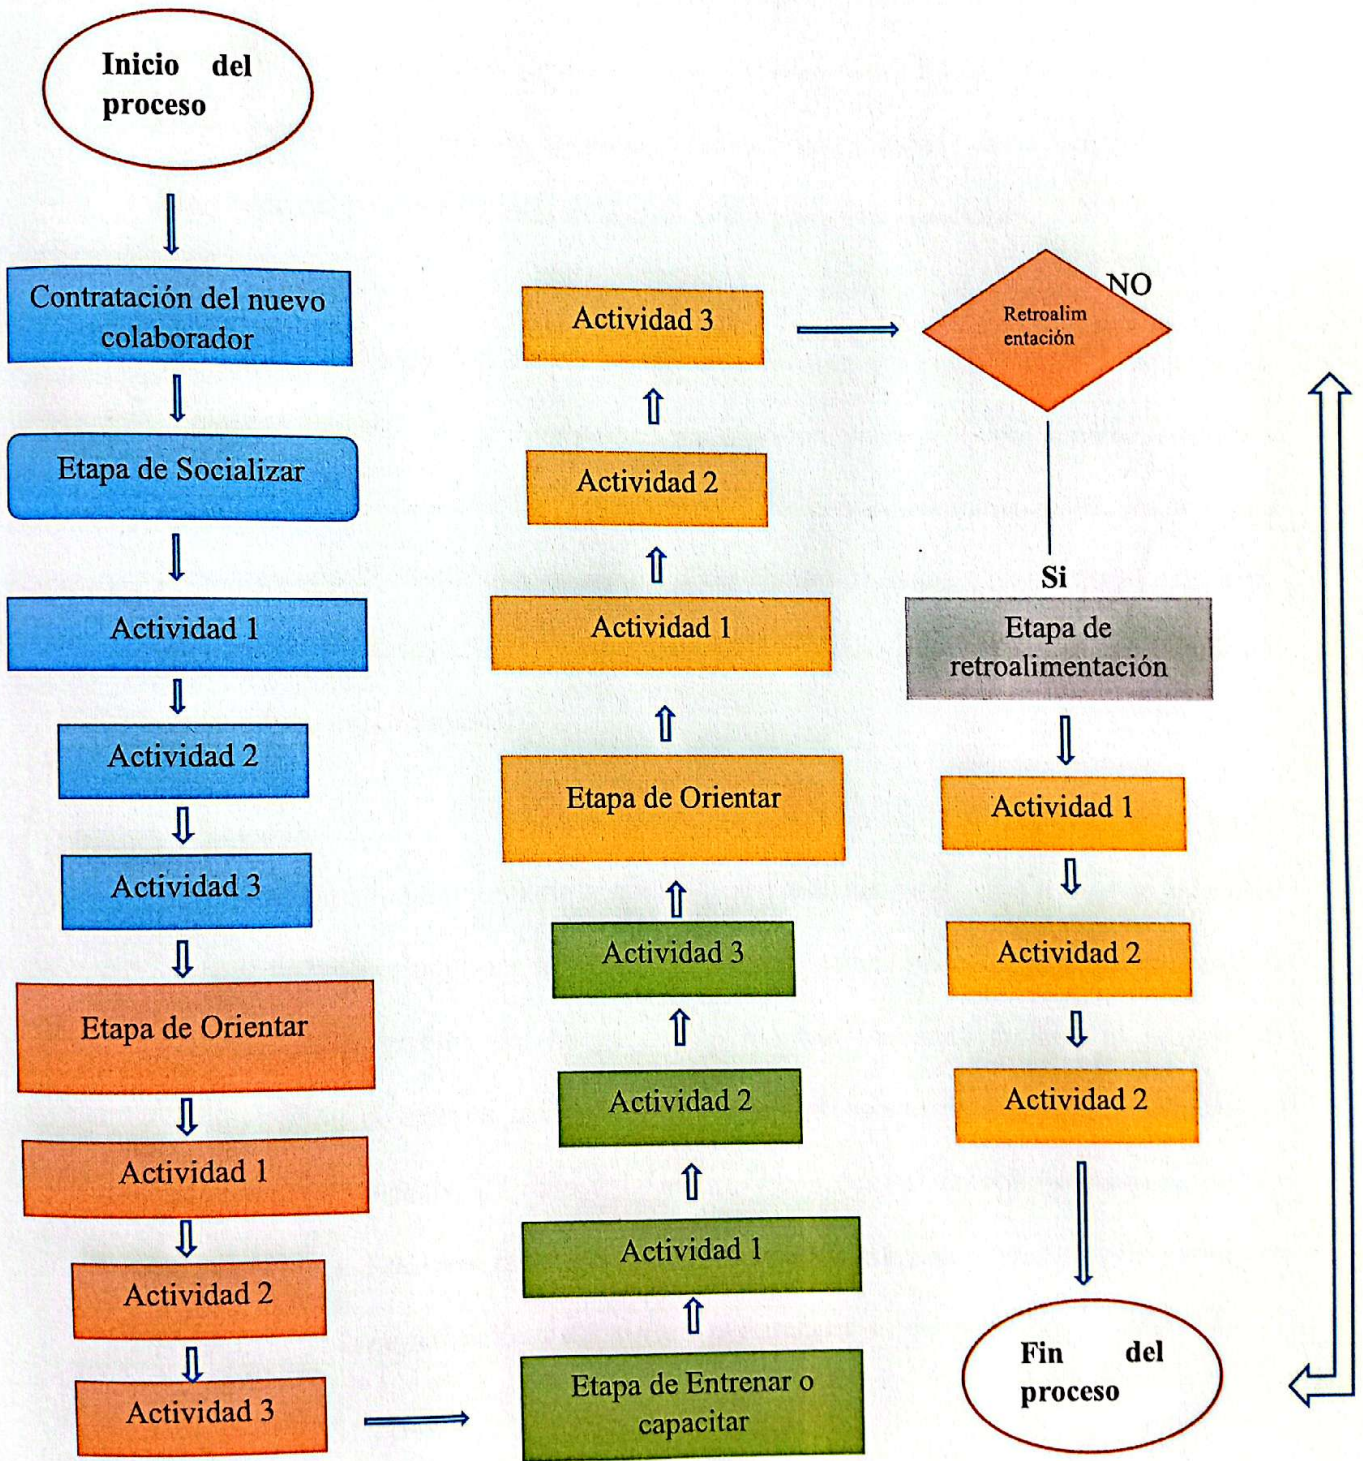 Inicio del
proceso
Contratación del nuevo
colaborador
Etapa de Socializar
Actividad 1
Actividad 2
Actividad 3
Etapa de Orientar
Actividad 1
Actividad 2
Actividad 3
Etapa de Entrenar o
capacitar
Actividad 1
Actividad 2
Actividad 3
Etapa de Orientar
Actividad 1
Actividad 2
Actividad 3
Retroalim
entación
NO
Si
Etapa de
retroalimentación
Actividad 1
Actividad 2
Actividad 2
Fin del
proceso